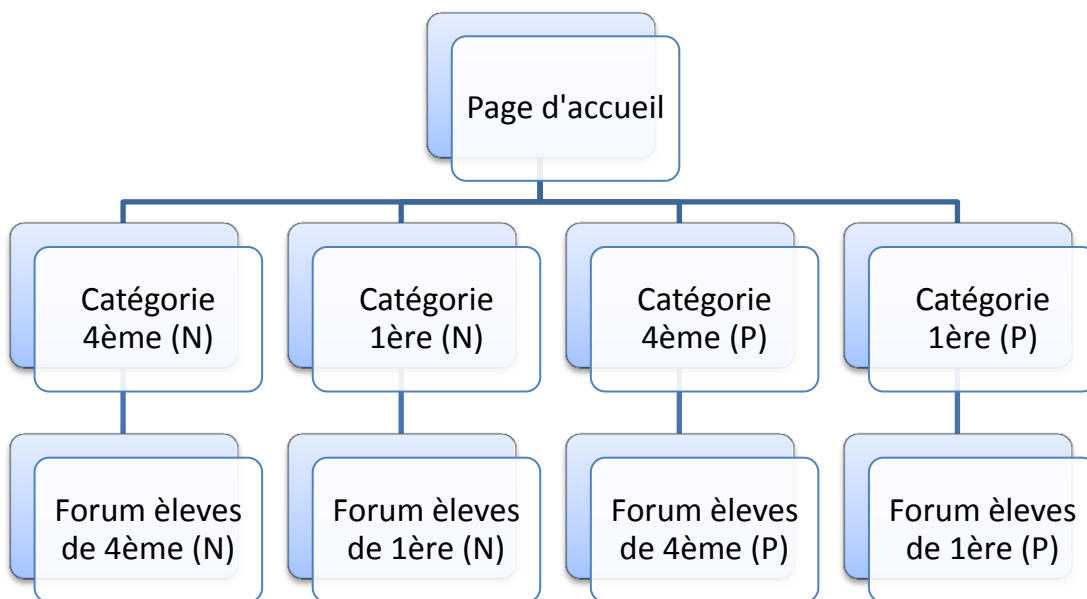 Page d'accueil
Catégorie
4ème (N)
Catégorie
1ère (N)
Catégorie
4ème (P)
Catégorie
1ère (P)
Forum èleves
de 4ème (N)
Forum èleves
de 1ère (N)
Forum èleves
de 4ème (P)
Forum èleves
de 1ère (P)